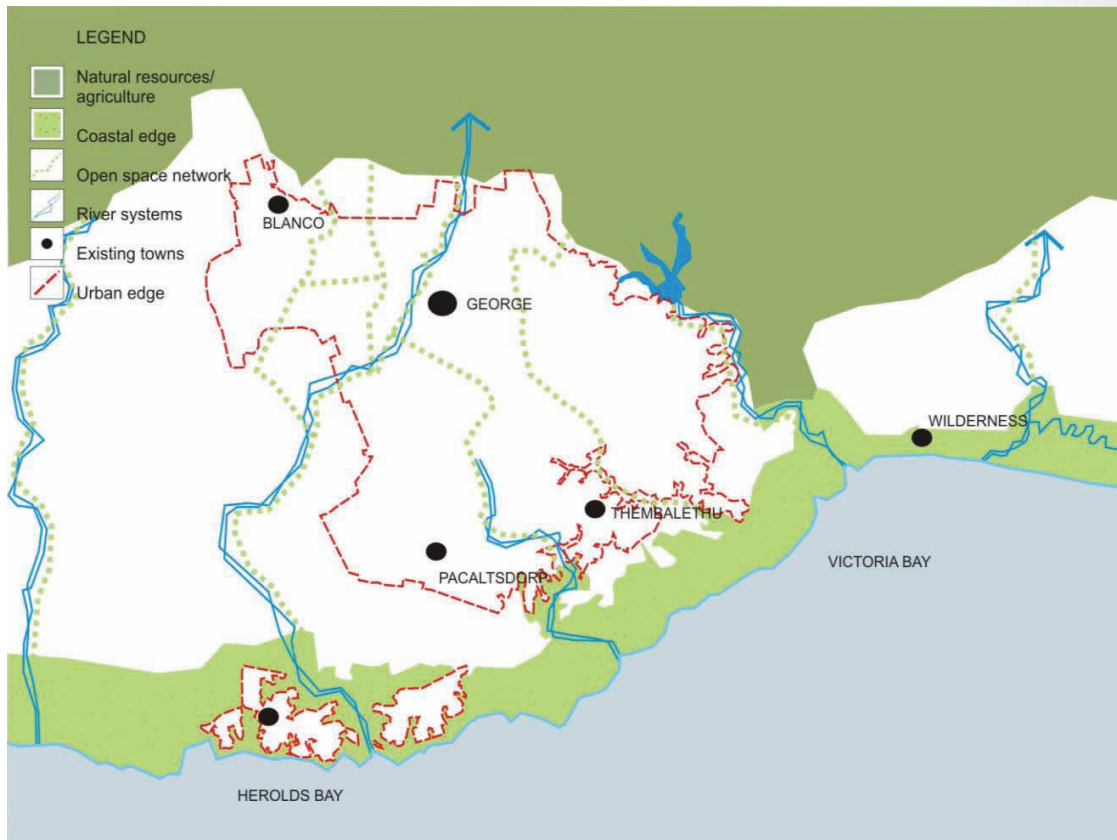 LEGEND
Natural resources/
agriculture
Coastal edge
Open space network
River systems
Existing towns
Urban edge
BLANCO
GEORGE
WILDERNESS
THEMBALETHU
PACALTSDORP
VICTORIA BAY
HEROLDS BAY